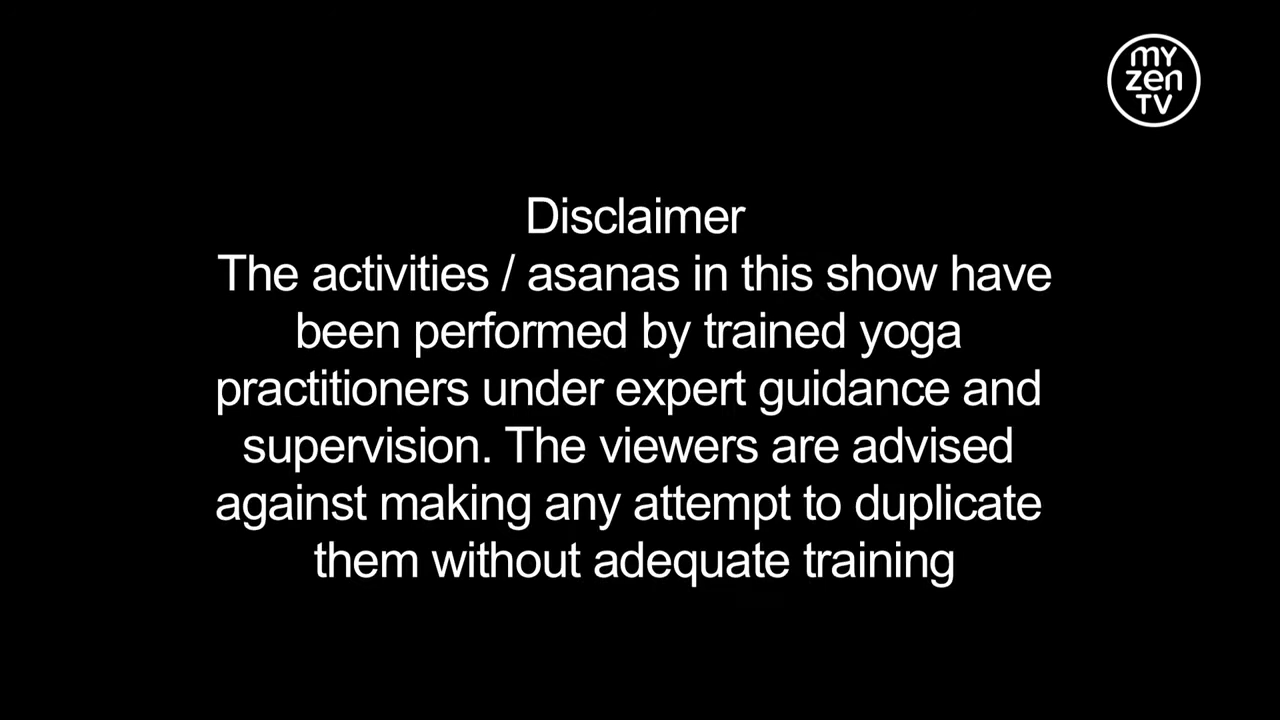 my
zen
TV
Disclaimer
The activities / asanas in this show have
been performed by trained yoga
practitioners under expert guidance and
supervision. The viewers are advised
against making any attempt to duplicate
them without adequate training